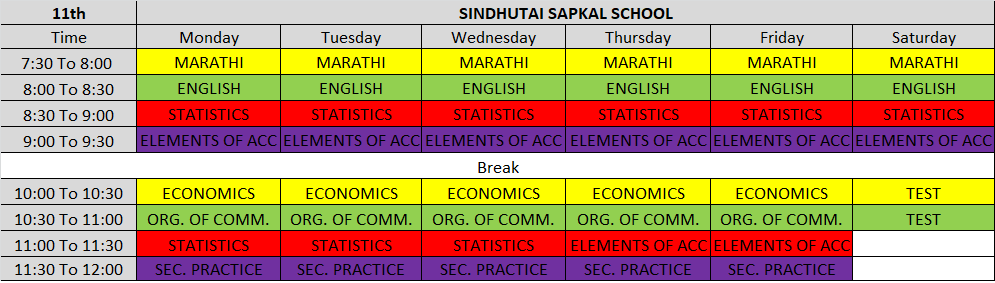 11th SINDHUTAI SAPKAL SCHOOL
Time Monday Tuesday Wednesday Thursday Friday Saturday
7:30 To 8:00 MARATHI MARATHI MARATHI MARATHI MARATHI MARATHI
8:00 To 8:30 ENGLISH ENGLISH ENGLISH ENGLISH ENGLISH ENGLISH
8:30 To 9:00 STATISTICS STATISTICS STATISTICS STATISTICS STATISTICS STATISTICS
9:00 To 9:30 ELEMENTS OF ACC ELEMENTS OF ACC ELEMENTS OF ACC ELEMENTS OF ACC ELEMENTS OF ACC ELEMENTS OF ACC
Break
10:00 To 10:30 ECONOMICS ECONOMICS ECONOMICS ECONOMICS ECONOMICS TEST
10:30 To 11:00 ORG. OF COMM. ORG. OF COMM. ORG. OF COMM. ORG. OF COMM. ORG. OF COMM. TEST
11:00 To 11:30 STATISTICS STATISTICS STATISTICS ELEMENTS OF ACC ELEMENTS OF ACC
11:30 To 12:00 SEC. PRACTICE SEC. PRACTICE SEC. PRACTICE SEC. PRACTICE SEC. PRACTICE